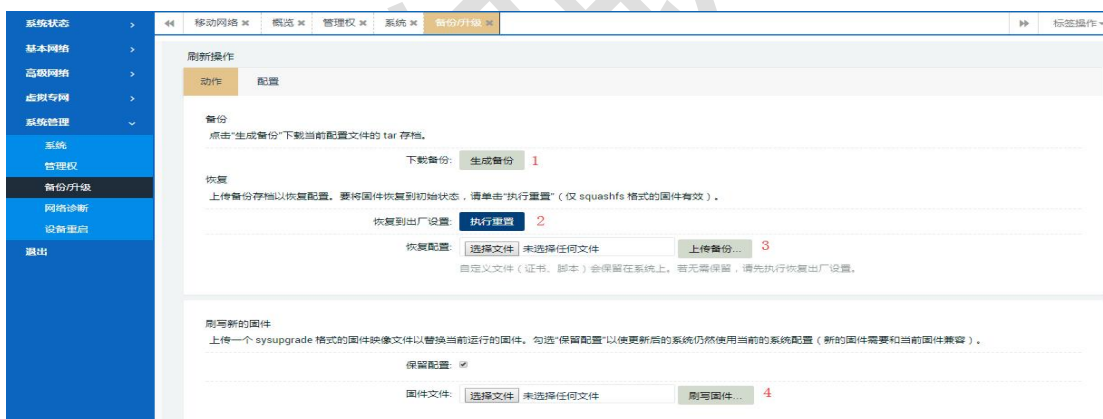 系统状态
基本网络
高级网络
虚拟专网
系统管理
系统
管理权
备份/升级
网络诊断
设备重启
退出
移动网络 概览 管理权 系统 备份/升级 标签操作
刷新操作
动作 配置
备份
点击“生成备份”下载当前配置文件的 tar 存档。
下载备份: 生成备份 1
恢复
上传备份存档以恢复配置。要将固件恢复到初始状态，请单击“执行重置”（仅 squashfs 格式的固件有效）。
恢复到出厂设置: 执行重置 2
恢复配置: 选择文件 未选择任何文件 上传备份... 3
自定义文件（证书、脚本）会保留在系统上。若无需保留，请先执行恢复出厂设置。
刷写新的固件
上传一个 sysupgrade 格式的固件映像文件以替换当前运行的固件。勾选“保留配置”以使更新后的系统仍然使用当前的系统配置（新的固件需要和当前固件兼容）。
保留配置:
固件文件: 选择文件 未选择任何文件 刷写固件... 4